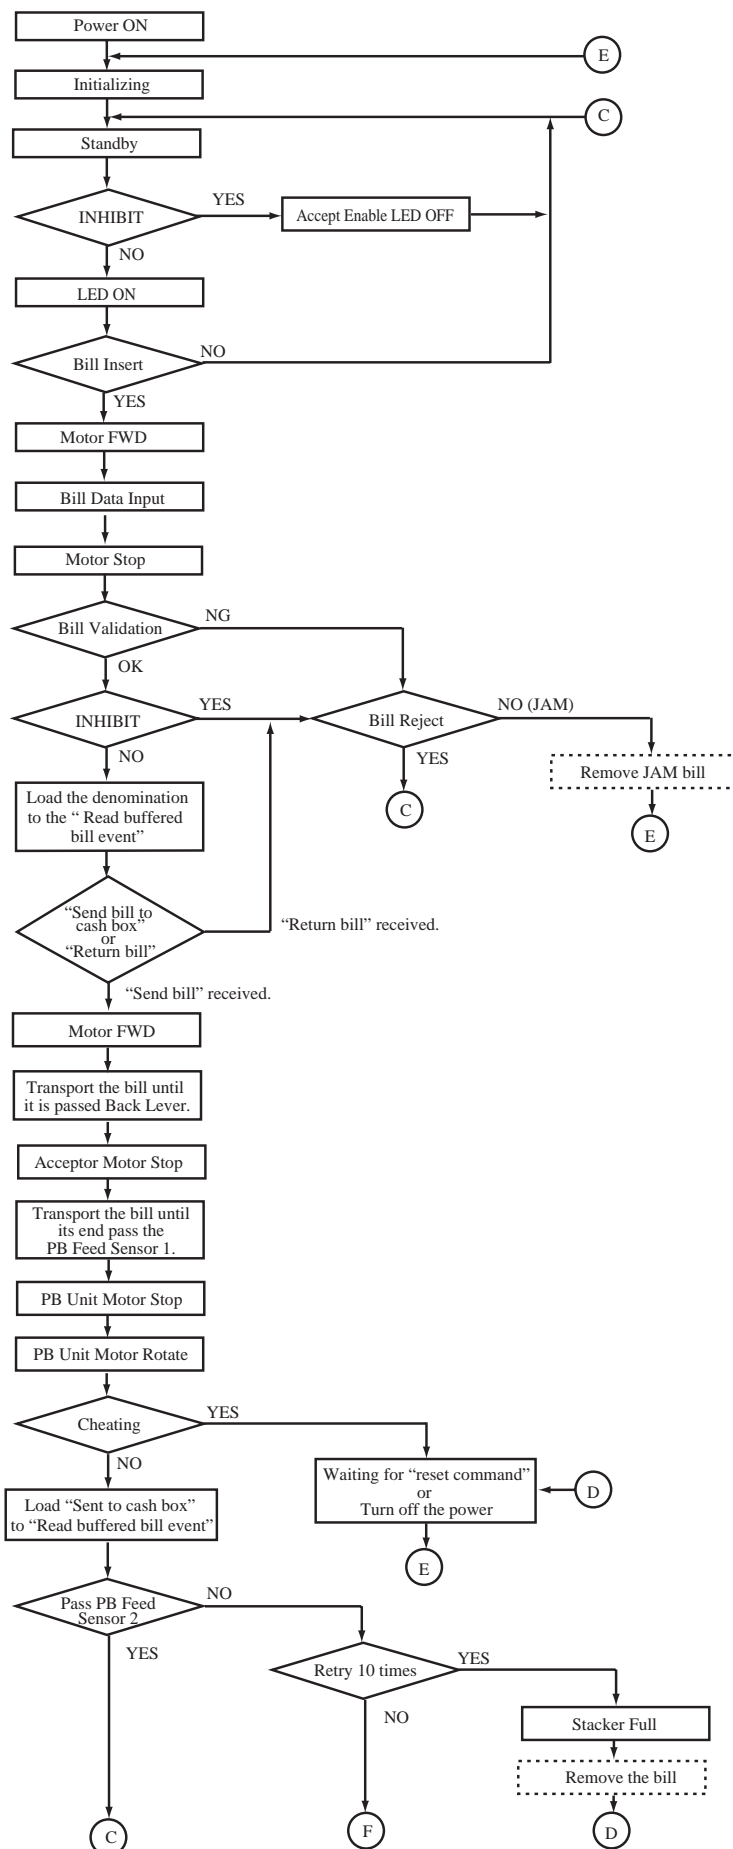 Power ON
E
Initializing
C
Standby
INHIBIT
YES
Accept Enable LED OFF
NO
LED ON
Bill Insert
NO
YES
Motor FWD
Bill Data Input
Motor Stop
Bill Validation
NG
OK
INHIBIT
YES
Bill Reject
NO (JAM)
NO
YES
Remove JAM bill
Load the denomination
to the “ Read buffered
bill event”
C
E
“Send bill to
cash box”
or
“Return bill”
“Return bill” received.
“Send bill” received.
Motor FWD
Transport the bill until
it is passed Back Lever.
Acceptor Motor Stop
Transport the bill until
its end pass the
PB Feed Sensor 1.
PB Unit Motor Stop
PB Unit Motor Rotate
Cheating
YES
NO
Waiting for “reset command”
or
Turn off the power
D
Load “Sent to cash box”
to “Read buffered bill event”
E
Pass PB Feed
Sensor 2
NO
YES
Retry 10 times
YES
NO
Stacker Full
Remove the bill
C
F
D